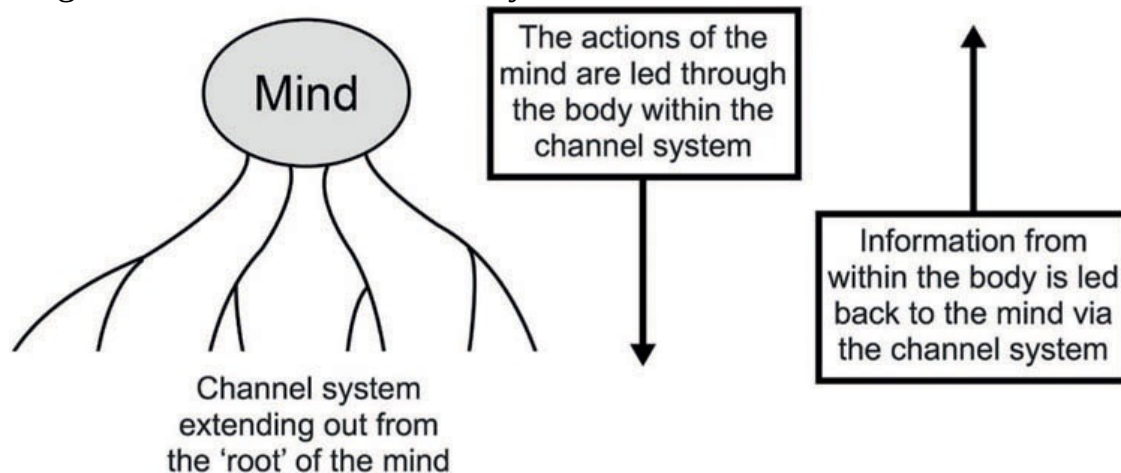 Mind
The actions of the
mind are led through
the body within the
channel system
Information from
within the body is led
back to the mind via
the channel system
Channel system
extending out from
the ‘root’ of the mind